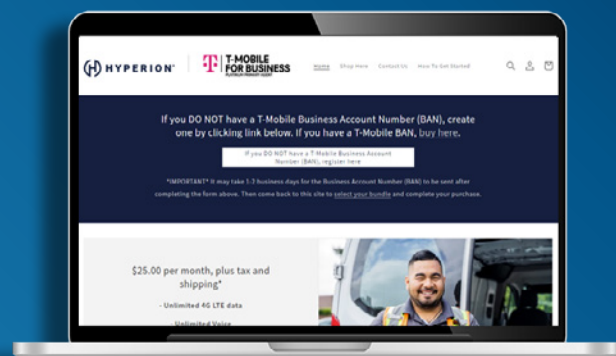 HYPERION
T-MOBILE
FOR BUSINESS
PLATINUM PREMIER AGENT
Home Shop Here Contact Us How To Get Started
If you DO NOT have a T-Mobile Business Account Number (BAN), create
one by clicking link below. If you have a T-Mobile BAN, buy here.
If you DO NOT have a T-Mobile Business Account
Number (BAN), register here
*IMPORTANT* It may take 1-2 business days for the Business Account Number (BAN) to be sent after
completing the form above. Then come back to this site to select your bundle and complete your purchase.
$25.00 per month, plus tax and
shipping*
- Unlimited 4G LTE data
- Unlimited Voice